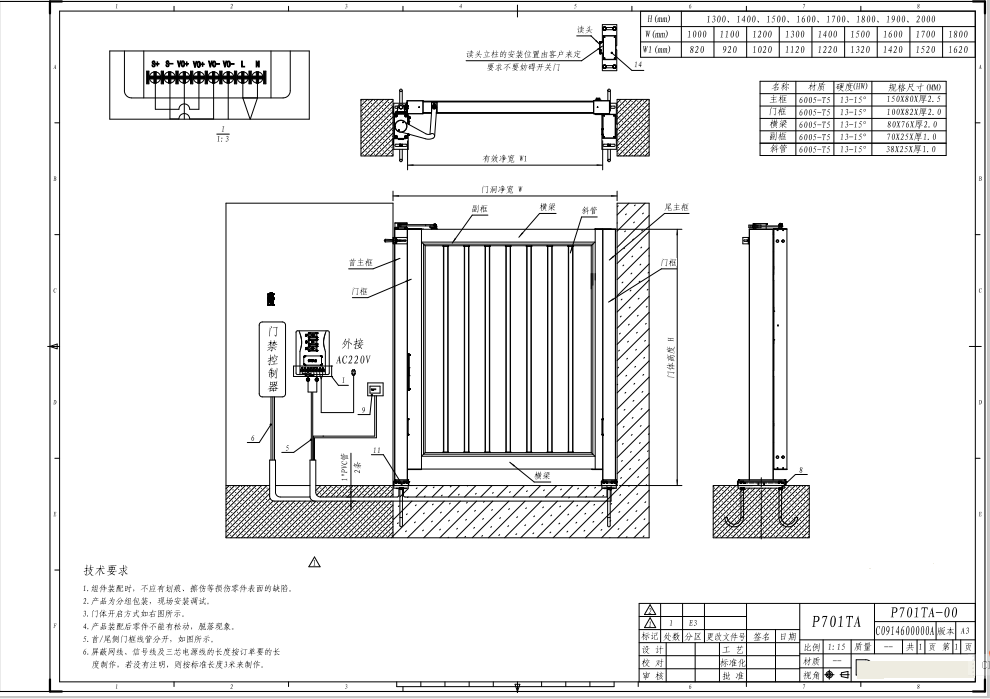 1 2 3 4 5 6 7 8
H(mm) 1300、1400、1500、1600、1700、1800、1900、2000
W(mm) 1000 1100 1200 1300 1400 1500 1600 1700 1800
W1(mm) 820 920 1020 1120 1220 1320 1420 1520 1620
读头
读头立柱的安装位置由客户来定
要求不要妨碍开关门
14
S+ S- VO+ VO+ VO- VO- L N
1
1:3
名称 材质 硬度(HW) 规格尺寸(MM)
主框 6005-T5 13-15° 150X80X厚2.5
门框 6005-T5 13-15° 100X82X厚2.0
横梁 6005-T5 13-15° 80X76X厚2.0
副框 6005-T5 13-15° 70X25X厚1.0
斜管 6005-T5 13-15° 38X25X厚1.0
有效净宽 W1
门洞净宽 W
副框
横梁
斜管
尾主框
首主框
门框
门框
门体高度 H
门禁控制器
外接
AC220V
1
9
6
5
11
1"PVC管
2条
横梁
8
技术要求
1.组件装配时，不应有划痕、擦伤等损伤零件表面的缺陷。
2.产品为分组包装，现场安装调试。
3.门体开启方式如右图所示。
4.产品装配后零件不能有松动，脱落现象。
5.首/尾侧门框线管分开，如图所示。
6.屏蔽网线、信号线及三芯电源线的长度按订单要的长
度制作。若没有注明，则按标准长度3米来制作。
1 E3
标记 处数 分区 更改文件号 签名 日期
设计 工艺
校对 标准化
审核 批准
P701TA
P701TA-00
C0914600000A 版本 A3
比例 1:15 质量 -- 共 1 页 第 1 页
材质 --
视角
A B C D E F
1 2 3 4 5 6 7 8